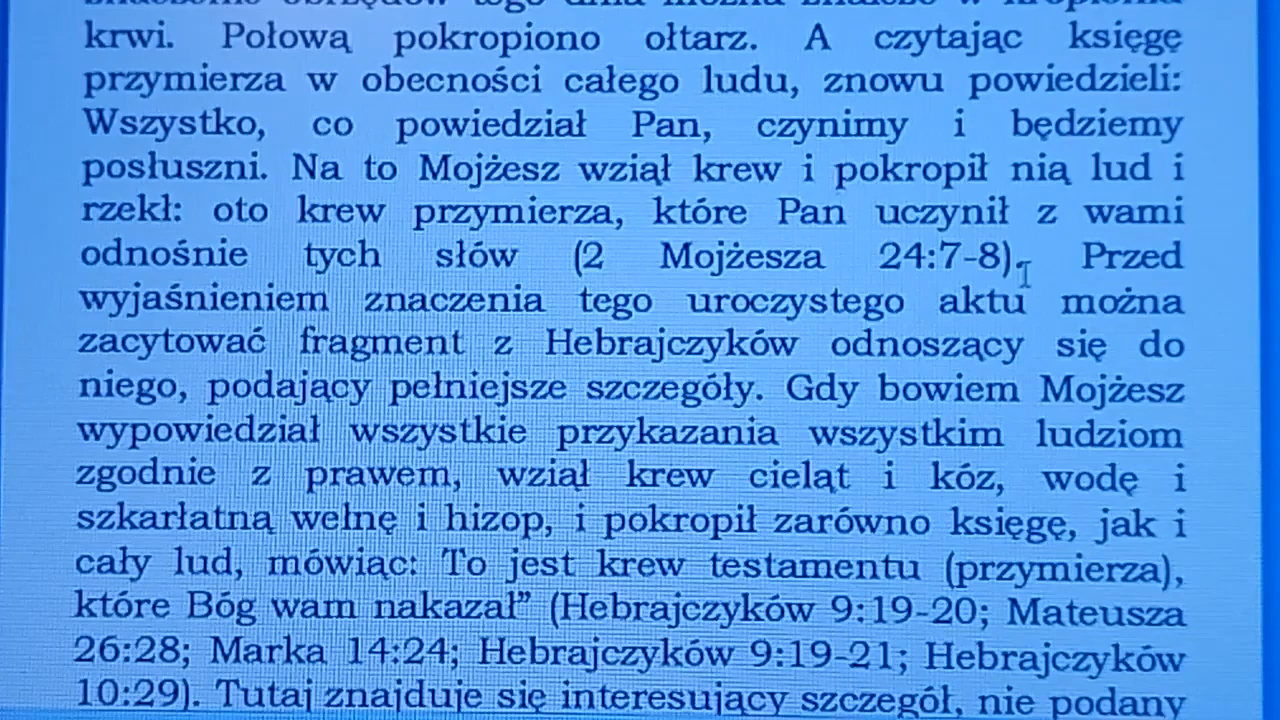 krwi. Połową pokropiono ołtarz. A czytając księgę
przymierza w obecności całego ludu, znowu powiedzieli:
Wszystko, co powiedział Pan, czynimy i będziemy
posłuszni. Na to Mojżesz wziął krew i pokropił nią lud i
rzekł: oto krew przymierza, które Pan uczynił z wami
odnośnie tych słów (2 Mojżesza 24:7-8). Przed
wyjaśnieniem znaczenia tego uroczystego aktu można
zacytować fragment z Hebrajczyków odnoszący się do
niego, podający pełniejsze szczegóły. Gdy bowiem Mojżesz
wypowiedział wszystkie przykazania wszystkim ludziom
zgodnie z prawem, wziął krew cieląt i kóz, wodę i
szkarłatną wełnę i hizop, i pokropił zarówno księgę, jak i
cały lud, mówiąc: To jest krew testamentu (przymierza),
które Bóg wam nakazał” (Hebrajczyków 9:19-20; Mateusza
26:28; Marka 14:24; Hebrajczyków 9:19-21; Hebrajczyków
10:29). Tutaj znajduje się interesujący szczegół, nie podany